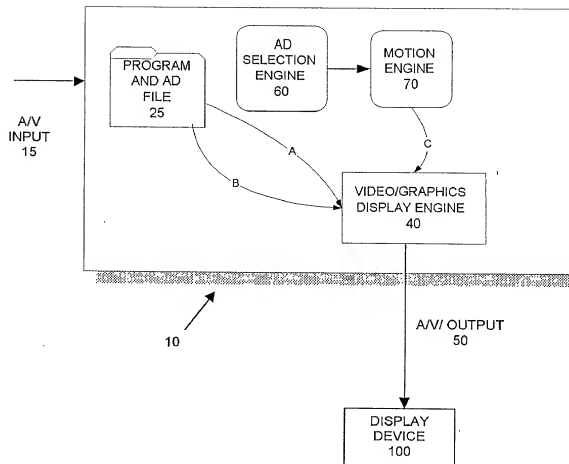 PROGRAM
AND AD
FILE
25
AD
SELECTION
ENGINE
60
MOTION
ENGINE
70
A/V
INPUT
15
A
B
C
VIDEO/GRAPHICS
DISPLAY ENGINE
40
10
A/V/ OUTPUT
50
DISPLAY
DEVICE
100